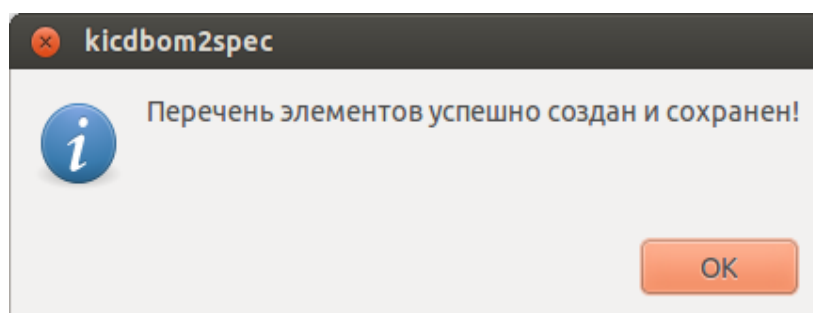 kicdbom2spec
Перечень элементов успешно создан и сохранен!
OK